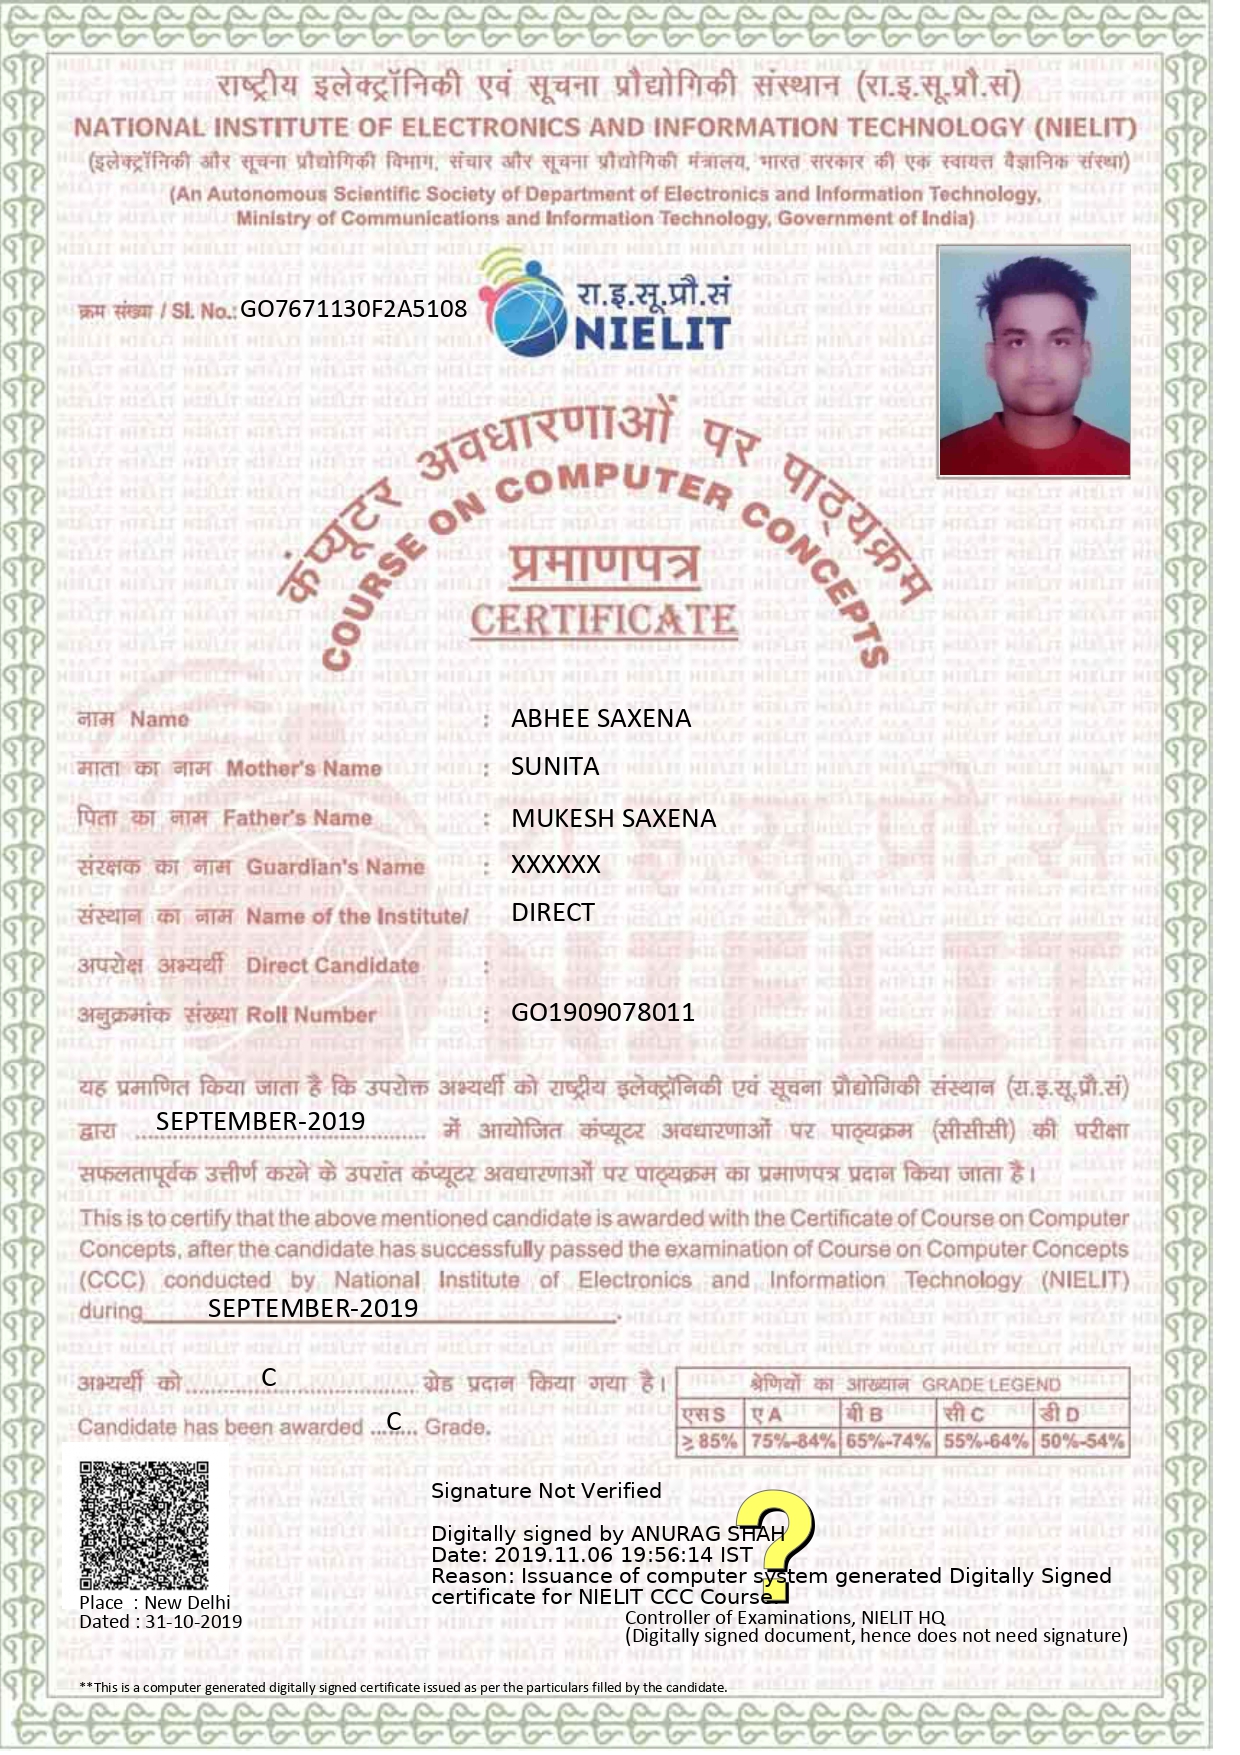 राष्ट्रीय इलेक्ट्रॉनिकी एवं सूचना प्रौद्योगिकी संस्थान (रा.इ.सू.प्रौ.सं)
NATIONAL INSTITUTE OF ELECTRONICS AND INFORMATION TECHNOLOGY (NIELIT)
(इलेक्ट्रॉनिकी और सूचना प्रौद्योगिकी विभाग, संचार और सूचना प्रौद्योगिकी मंत्रालय, भारत सरकार की एक स्वायत्त वैज्ञानिक संस्था)
(An Autonomous Scientific Society of Department of Electronics and Information Technology,
Ministry of Communications and Information Technology, Government of India)
क्रम संख्या / Sl. No.: GO7671130F2A5108
रा.इ.सू.प्रौ.सं
NIELIT
कंप्यूटर अवधारणाओं पर पाठ्यक्रम
COURSE ON COMPUTER CONCEPTS
प्रमाणपत्र
CERTIFICATE
नाम Name : ABHEE SAXENA
माता का नाम Mother's Name : SUNITA
पिता का नाम Father's Name : MUKESH SAXENA
संरक्षक का नाम Guardian's Name : XXXXXX
संस्थान का नाम Name of the Institute/ DIRECT
अपरोक्ष अभ्यर्थी Direct Candidate :
अनुक्रमांक संख्या Roll Number : GO1909078011
यह प्रमाणित किया जाता है कि उपरोक्त अभ्यर्थी को राष्ट्रीय इलेक्ट्रॉनिकी एवं सूचना प्रौद्योगिकी संस्थान (रा.इ.सू.प्रौ.सं)
द्वारा SEPTEMBER-2019 में आयोजित कंप्यूटर अवधारणाओं पर पाठ्यक्रम (सीसीसी) की परीक्षा
सफलतापूर्वक उत्तीर्ण करने के उपरांत कंप्यूटर अवधारणाओं पर पाठ्यक्रम का प्रमाणपत्र प्रदान किया जाता है।
This is to certify that the above mentioned candidate is awarded with the Certificate of Course on Computer
Concepts, after the candidate has successfully passed the examination of Course on Computer Concepts
(CCC) conducted by National Institute of Electronics and Information Technology (NIELIT)
during SEPTEMBER-2019.
अभ्यर्थी को C ग्रेड प्रदान किया गया है।
Candidate has been awarded C Grade.
श्रेणियों का आख्यान GRADE LEGEND
एस S ए A बी B सी C डी D
≥ 85% 75%-84% 65%-74% 55%-64% 50%-54%
Signature Not Verified
?
Digitally signed by ANURAG SHAH
Date: 2019.11.06 19:56:14 IST
Reason: Issuance of computer system generated Digitally Signed
certificate for NIELIT CCC Course.
Place : New Delhi
Dated : 31-10-2019
Controller of Examinations, NIELIT HQ
(Digitally signed document, hence does not need signature)
**This is a computer generated digitally signed certificate issued as per the particulars filled by the candidate.